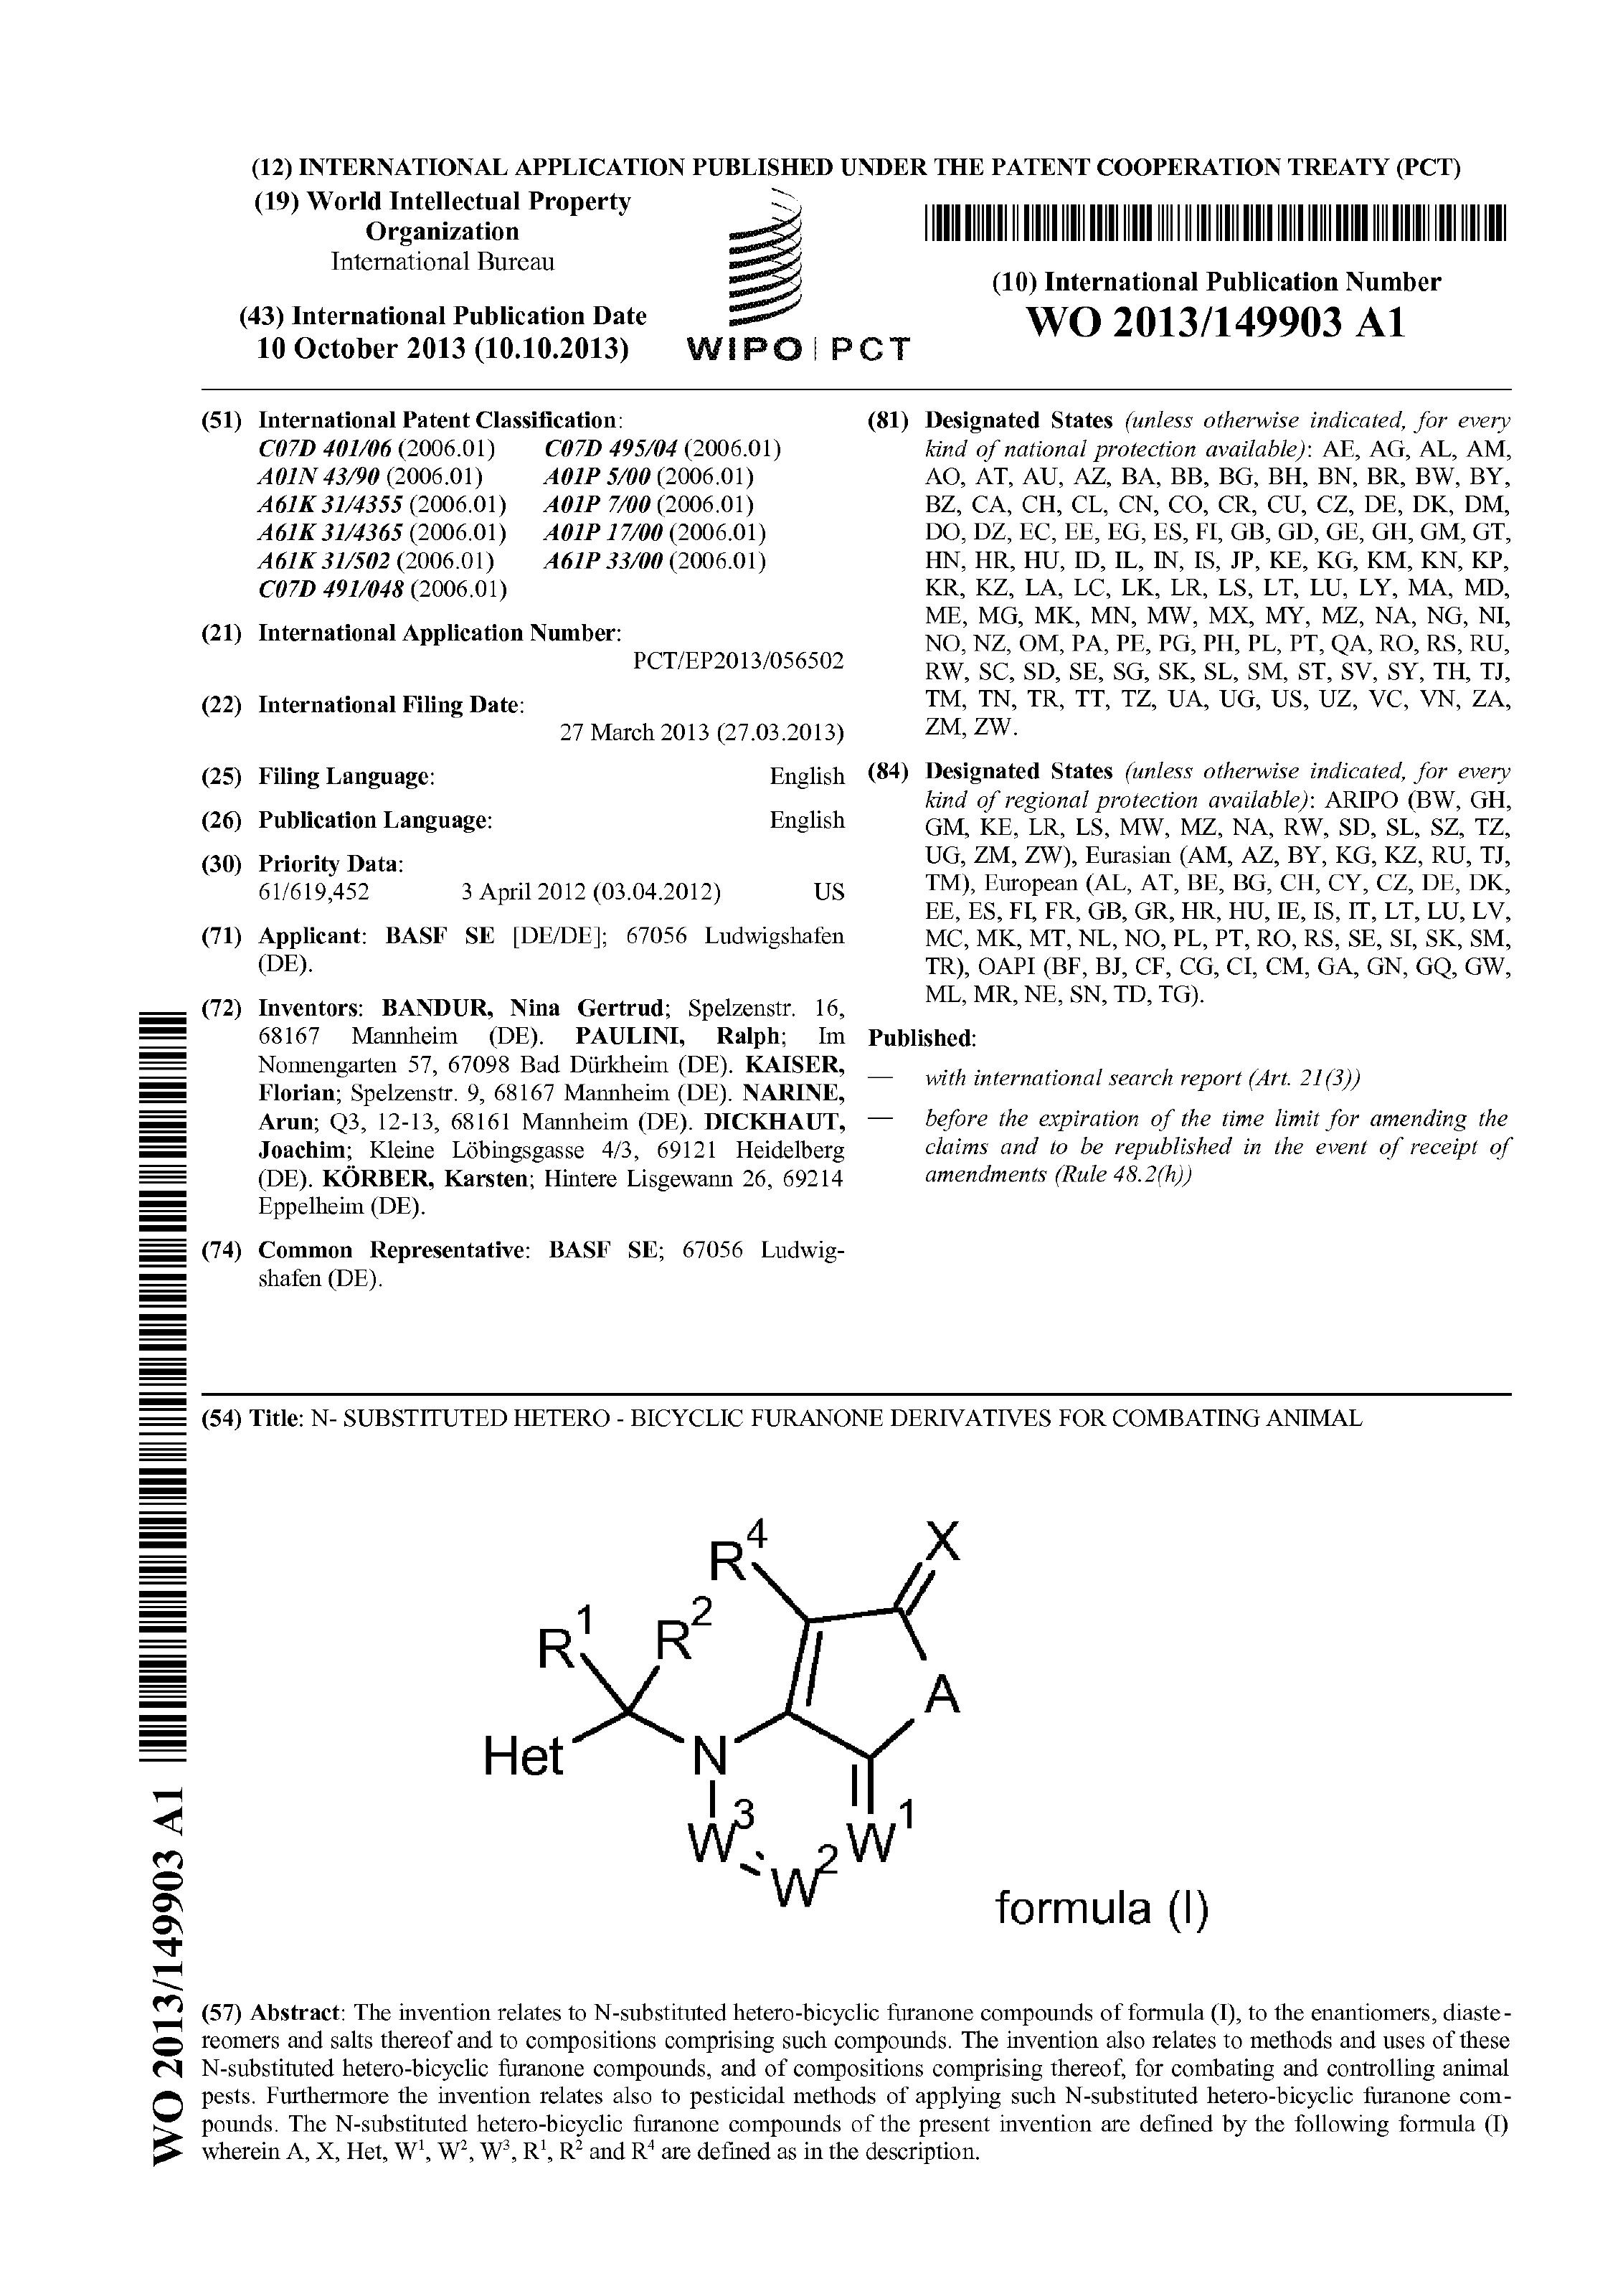 (12) INTERNATIONAL APPLICATION PUBLISHED UNDER THE PATENT COOPERATION TREATY (PCT)
(19) World Intellectual Property
Organization
International Bureau
(43) International Publication Date
10 October 2013 (10.10.2013)
WIPO | PCT
(10) International Publication Number
WO 2013/149903 A1
(51) International Patent Classification:
C07D 401/06 (2006.01) C07D 495/04 (2006.01)
A01N 43/90 (2006.01) A01P 5/00 (2006.01)
A61K 31/4355 (2006.01) A01P 7/00 (2006.01)
A61K 31/4365 (2006.01) A01P 17/00 (2006.01)
A61K 31/502 (2006.01) A61P 33/00 (2006.01)
C07D 491/048 (2006.01)
(21) International Application Number:
PCT/EP2013/056502
(22) International Filing Date:
27 March 2013 (27.03.2013)
(25) Filing Language: English
(26) Publication Language: English
(30) Priority Data:
61/619,452 3 April 2012 (03.04.2012) US
(71) Applicant: BASF SE [DE/DE]; 67056 Ludwigshafen
(DE).
(72) Inventors: BANDUR, Nina Gertrud; Spelzenstr. 16,
68167 Mannheim (DE). PAULINI, Ralph; Im
Nonnengarten 57, 67098 Bad Dürkheim (DE). KAISER,
Florian; Spelzenstr. 9, 68167 Mannheim (DE). NARINE,
Arun; Q3, 12-13, 68161 Mannheim (DE). DICKHAUT,
Joachim; Kleine Löbingsgasse 4/3, 69121 Heidelberg
(DE). KÖRBER, Karsten; Hintere Lisgewann 26, 69214
Eppelheim (DE).
(74) Common Representative: BASF SE; 67056 Ludwig-
shafen (DE).
(81) Designated States (unless otherwise indicated, for every
kind of national protection available): AE, AG, AL, AM,
AO, AT, AU, AZ, BA, BB, BG, BH, BN, BR, BW, BY,
BZ, CA, CH, CL, CN, CO, CR, CU, CZ, DE, DK, DM,
DO, DZ, EC, EE, EG, ES, FI, GB, GD, GE, GH, GM, GT,
HN, HR, HU, ID, IL, IN, IS, JP, KE, KG, KM, KN, KP,
KR, KZ, LA, LC, LK, LR, LS, LT, LU, LY, MA, MD,
ME, MG, MK, MN, MW, MX, MY, MZ, NA, NG, NI,
NO, NZ, OM, PA, PE, PG, PH, PL, PT, QA, RO, RS, RU,
RW, SC, SD, SE, SG, SK, SL, SM, ST, SV, SY, TH, TJ,
TM, TN, TR, TT, TZ, UA, UG, US, UZ, VC, VN, ZA,
ZM, ZW.
(84) Designated States (unless otherwise indicated, for every
kind of regional protection available): ARIPO (BW, GH,
GM, KE, LR, LS, MW, MZ, NA, RW, SD, SL, SZ, TZ,
UG, ZM, ZW), Eurasian (AM, AZ, BY, KG, KZ, RU, TJ,
TM), European (AL, AT, BE, BG, CH, CY, CZ, DE, DK,
EE, ES, FI, FR, GB, GR, HR, HU, IE, IS, IT, LT, LU, LV,
MC, MK, MT, NL, NO, PL, PT, RO, RS, SE, SI, SK, SM,
TR), OAPI (BF, BJ, CF, CG, CI, CM, GA, GN, GQ, GW,
ML, MR, NE, SN, TD, TG).
Published:
— with international search report (Art. 21(3))
— before the expiration of the time limit for amending the
claims and to be republished in the event of receipt of
amendments (Rule 48.2(h))
(54) Title: N- SUBSTITUTED HETERO - BICYCLIC FURANONE DERIVATIVES FOR COMBATING ANIMAL
R⁴ X
R¹ R²
A
Het N
W³ W¹
W²
formula (I)
(57) Abstract: The invention relates to N-substituted hetero-bicyclic furanone compounds of formula (I), to the enantiomers, diaste-
reomers and salts thereof and to compositions comprising such compounds. The invention also relates to methods and uses of these
N-substituted hetero-bicyclic furanone compounds, and of compositions comprising thereof, for combating and controlling animal
pests. Furthermore the invention relates also to pesticidal methods of applying such N-substituted hetero-bicyclic furanone com-
pounds. The N-substituted hetero-bicyclic furanone compounds of the present invention are defined by the following formula (I)
wherein A, X, Het, W¹, W², W³, R¹, R² and R⁴ are defined as in the description.
WO 2013/149903 A1